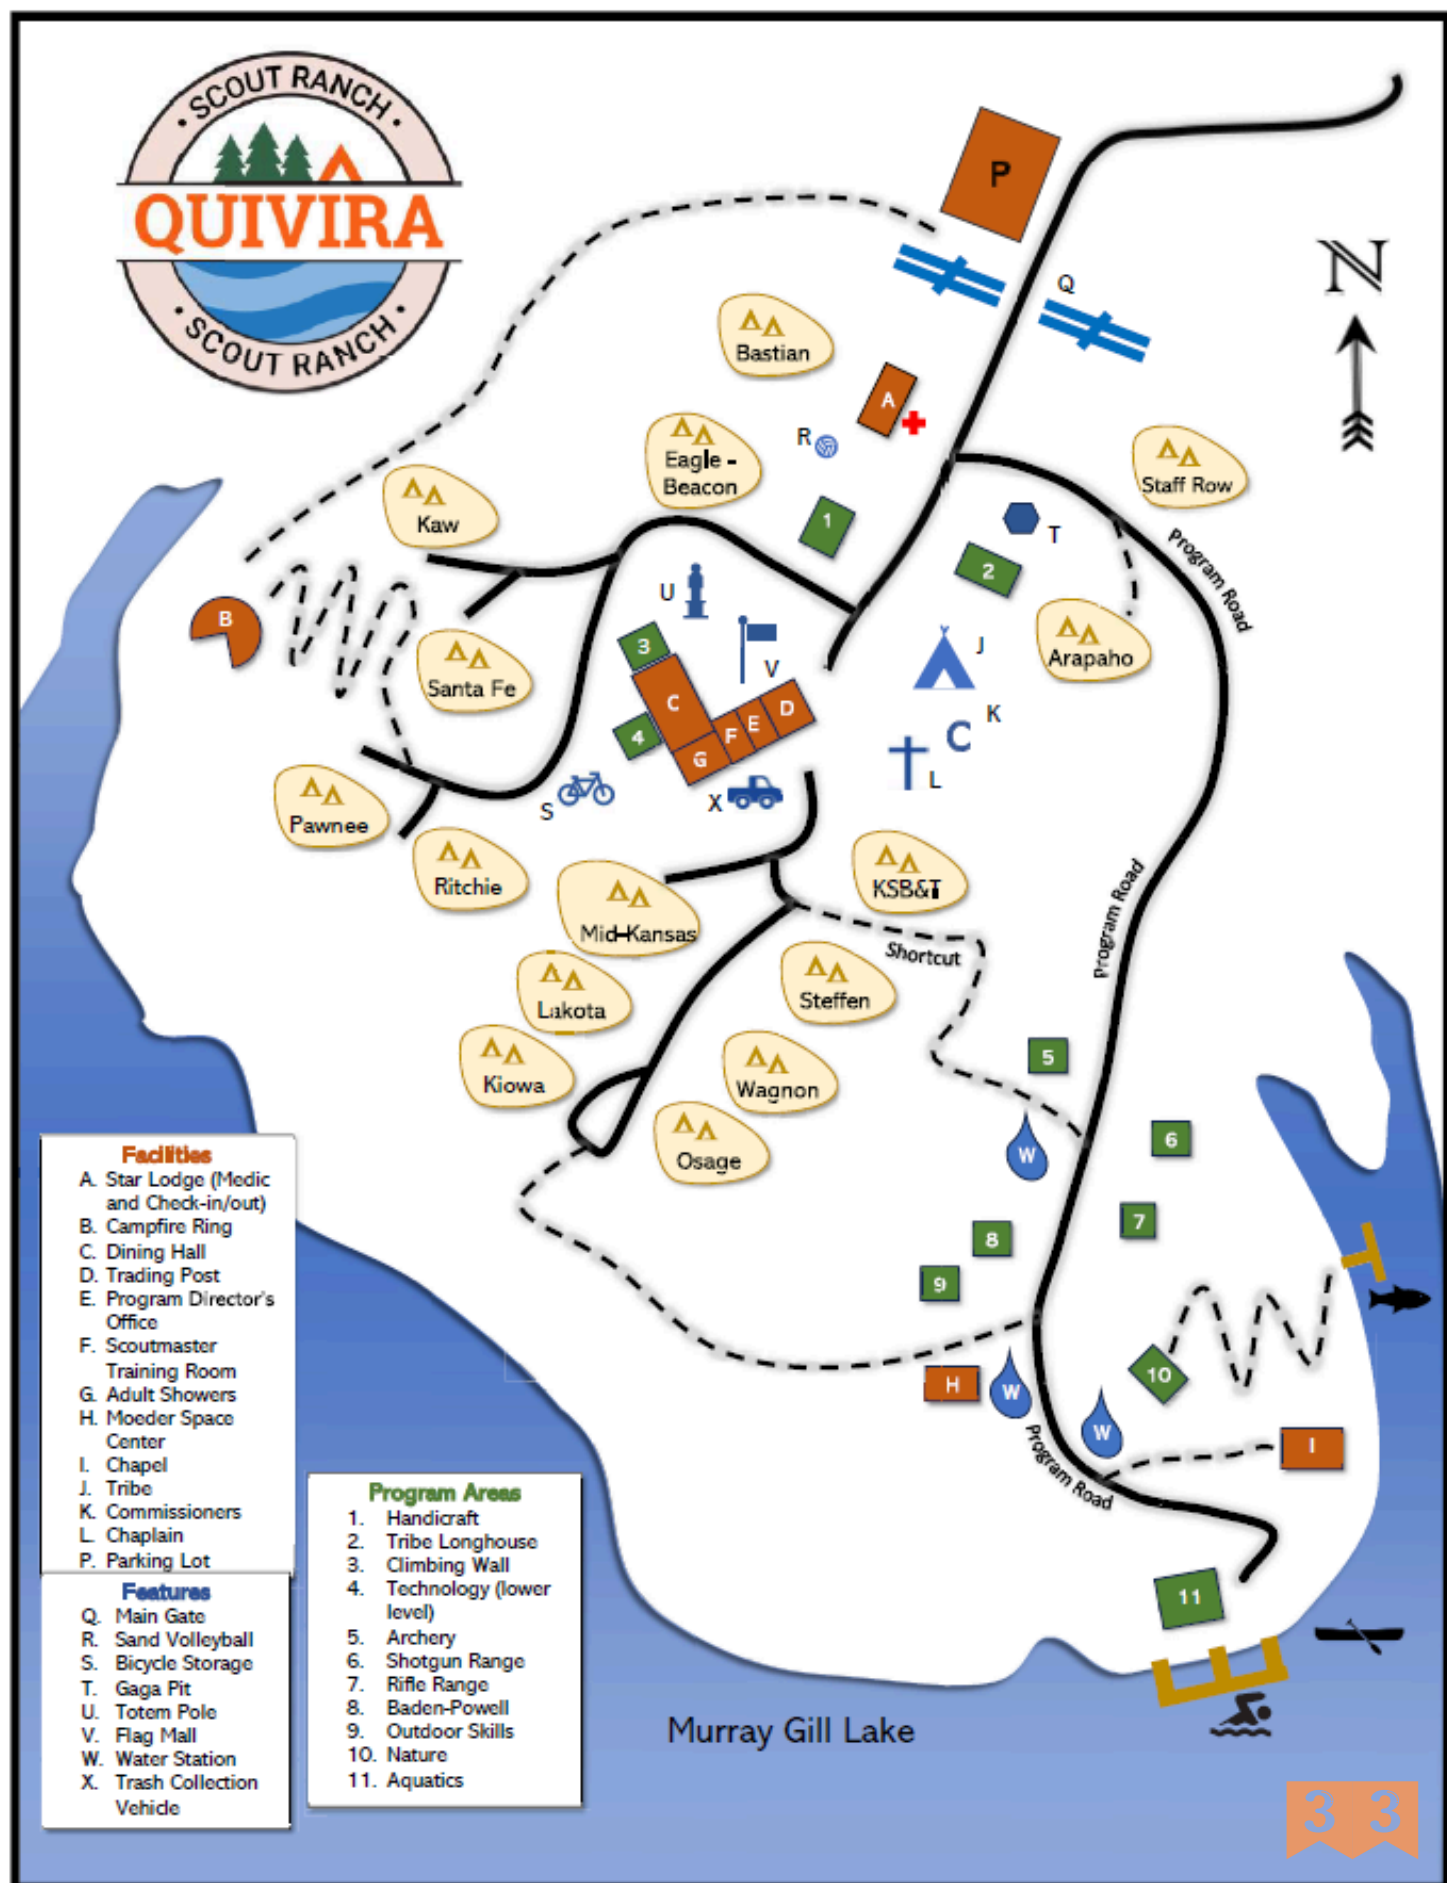 SCOUT RANCH
QUIVIRA
SCOUT RANCH
P
N
Q
Bastian
A
R
Eagle -
Beacon
Staff Row
Kaw
1
T
2
Program Road
B
U
3
J
Arapaho
Santa Fe
V
C
D
K
F
E
4
G
C
L
S
X
Pawnee
Ritchie
KSB&T
Mid-Kansas
Program Road
Shortcut
Steffen
Lakota
5
Kiowa
Wagnon
6
W
Osage
7
8
9
H
W
10
W
I
Program Road
11
Facilities
A. Star Lodge (Medic
and Check-in/out)
B. Campfire Ring
C. Dining Hall
D. Trading Post
E. Program Director's
Office
F. Scoutmaster
Training Room
G. Adult Showers
H. Moeder Space
Center
I. Chapel
J. Tribe
K. Commissioners
L. Chaplain
P. Parking Lot
Features
Q. Main Gate
R. Sand Volleyball
S. Bicycle Storage
T. Gaga Pit
U. Totem Pole
V. Flag Mall
W. Water Station
X. Trash Collection
Vehicle
Program Areas
1. Handicraft
2. Tribe Longhouse
3. Climbing Wall
4. Technology (lower
level)
5. Archery
6. Shotgun Range
7. Rifle Range
8. Baden-Powell
9. Outdoor Skills
10. Nature
11. Aquatics
Murray Gill Lake
3 3